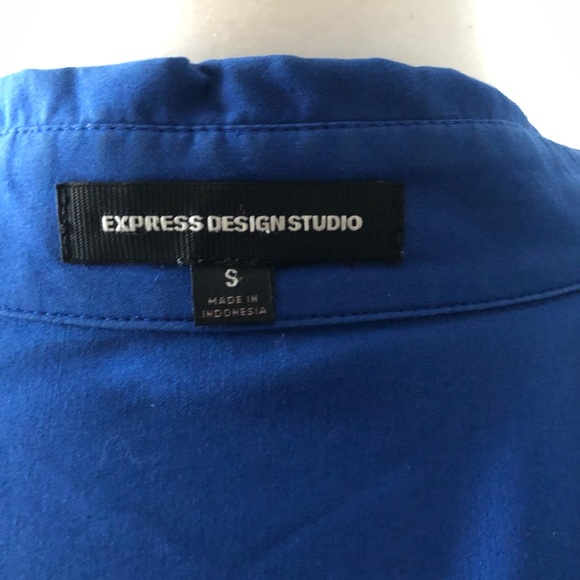 EXPRESS DESIGN STUDIO
S
MADE IN
INDONESIA